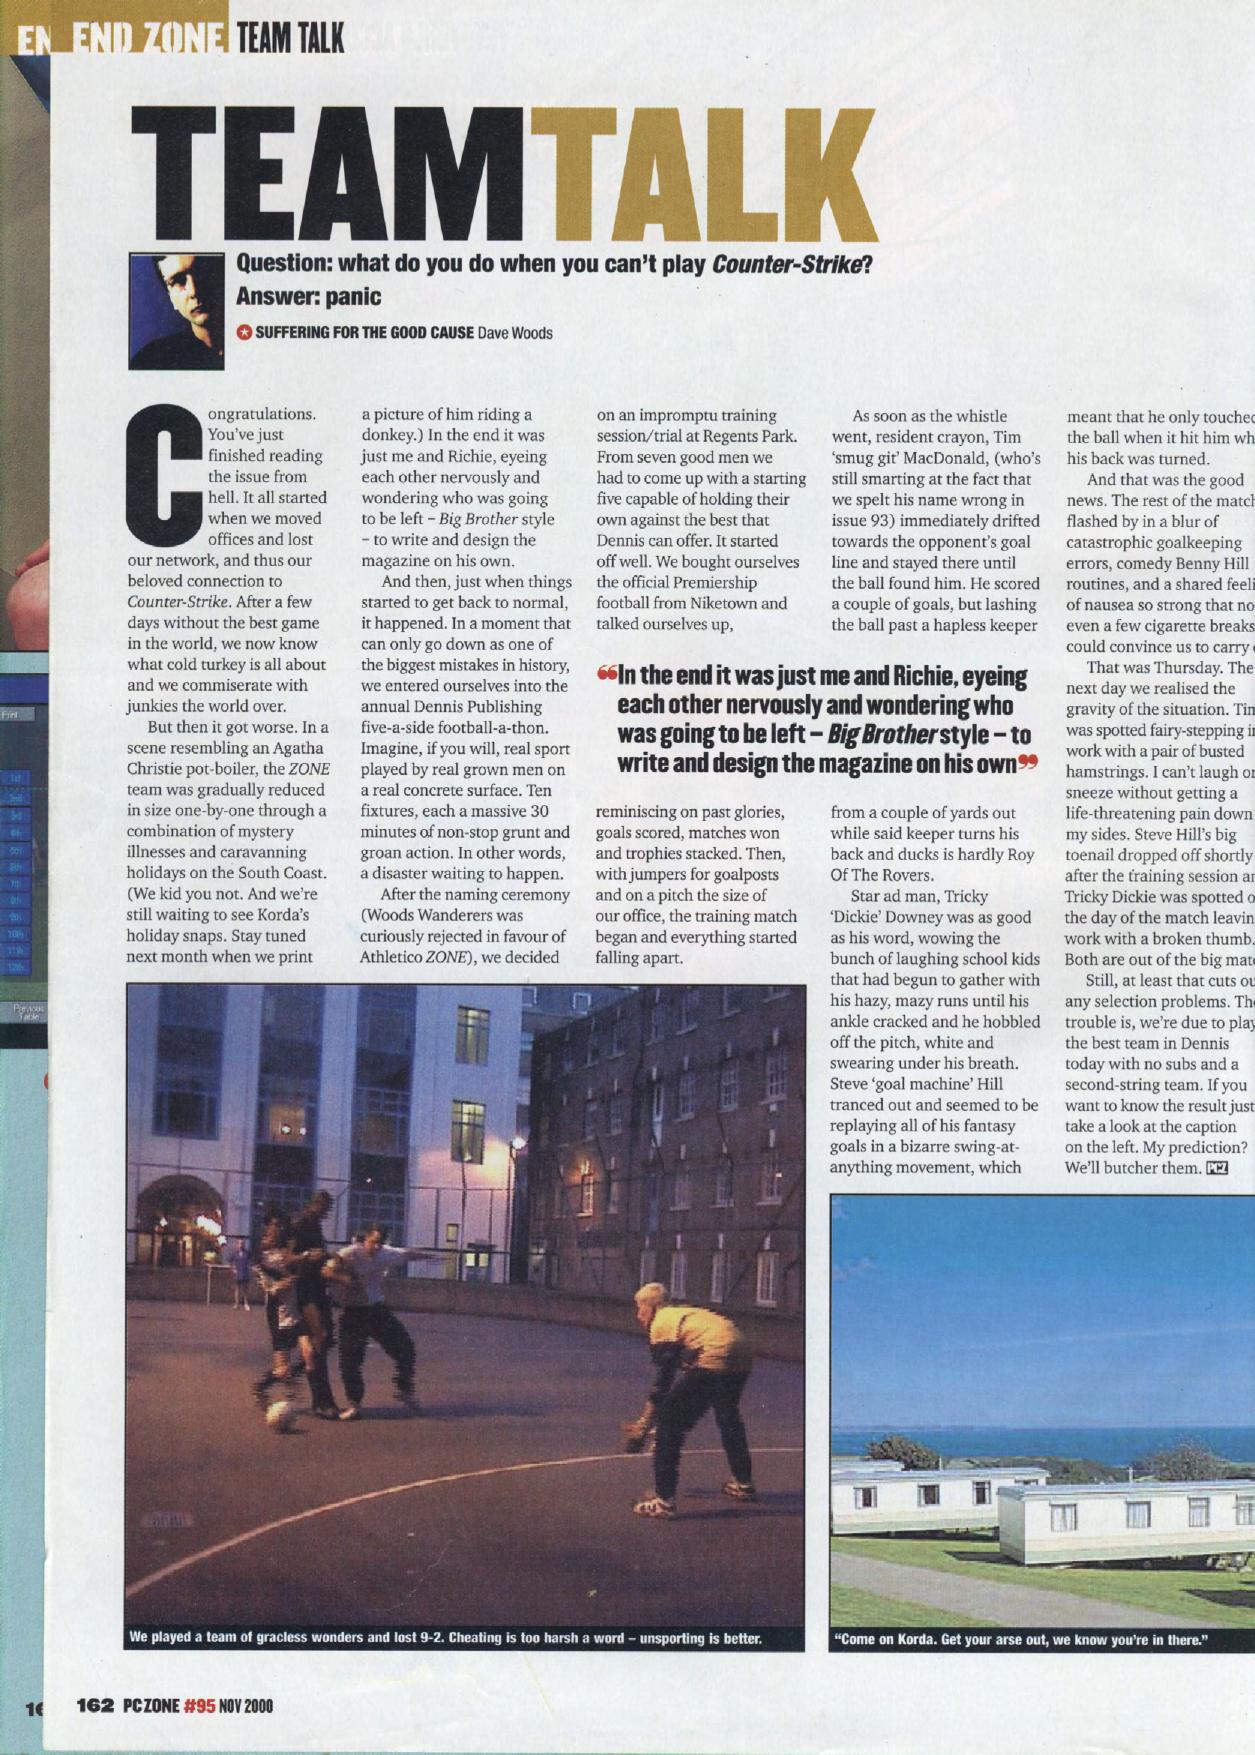 END ZONE TEAM TALK
TEAMTALK
Question: what do you do when you can't play Counter-Strike?
Answer: panic
SUFFERING FOR THE GOOD CAUSE Dave Woods
Congratulations.
You've just
finished reading
the issue from
hell. It all started
when we moved
offices and lost
our network, and thus our
beloved connection to
Counter-Strike. After a few
days without the best game
in the world, we now know
what cold turkey is all about
and we commiserate with
junkies the world over.
But then it got worse. In a
scene resembling an Agatha
Christie pot-boiler, the ZONE
team was gradually reduced
in size one-by-one through a
combination of mystery
illnesses and caravanning
holidays on the South Coast.
(We kid you not. And we're
still waiting to see Korda's
holiday snaps. Stay tuned
next month when we print
a picture of him riding a
donkey.) In the end it was
just me and Richie, eyeing
each other nervously and
wondering who was going
to be left – Big Brother style
– to write and design the
magazine on his own.
And then, just when things
started to get back to normal,
it happened. In a moment that
can only go down as one of
the biggest mistakes in history,
we entered ourselves into the
annual Dennis Publishing
five-a-side football-a-thon.
Imagine, if you will, real sport
played by real grown men on
a real concrete surface. Ten
fixtures, each a massive 30
minutes of non-stop grunt and
groan action. In other words,
a disaster waiting to happen.
After the naming ceremony
(Woods Wanderers was
curiously rejected in favour of
Athletico ZONE), we decided
on an impromptu training
session/trial at Regents Park.
From seven good men we
had to come up with a starting
five capable of holding their
own against the best that
Dennis can offer. It started
off well. We bought ourselves
the official Premiership
football from Niketown and
talked ourselves up,
“In the end it was just me and Richie, eyeing
each other nervously and wondering who
was going to be left – Big Brother style – to
write and design the magazine on his own”
reminiscing on past glories,
goals scored, matches won
and trophies stacked. Then,
with jumpers for goalposts
and on a pitch the size of
our office, the training match
began and everything started
falling apart.
As soon as the whistle
went, resident crayon, Tim
'smug git' MacDonald, (who's
still smarting at the fact that
we spelt his name wrong in
issue 93) immediately drifted
towards the opponent's goal
line and stayed there until
the ball found him. He scored
a couple of goals, but lashing
the ball past a hapless keeper
from a couple of yards out
while said keeper turns his
back and ducks is hardly Roy
Of The Rovers.
Star ad man, Tricky
'Dickie' Downey was as good
as his word, wowing the
bunch of laughing school kids
that had begun to gather with
his hazy, mazy runs until his
ankle cracked and he hobbled
off the pitch, white and
swearing under his breath.
Steve 'goal machine' Hill
tranced out and seemed to be
replaying all of his fantasy
goals in a bizarre swing-at-
anything movement, which
meant that he only touched
the ball when it hit him wh
his back was turned.
And that was the good
news. The rest of the match
flashed by in a blur of
catastrophic goalkeeping
errors, comedy Benny Hill
routines, and a shared feeli
of nausea so strong that no
even a few cigarette breaks
could convince us to carry
That was Thursday. The
next day we realised the
gravity of the situation. Tim
was spotted fairy-stepping i
work with a pair of busted
hamstrings. I can't laugh or
sneeze without getting a
life-threatening pain down
my sides. Steve Hill's big
toenail dropped off shortly
after the training session an
Tricky Dickie was spotted o
the day of the match leavin
work with a broken thumb.
Both are out of the big mat
Still, at least that cuts ou
any selection problems. The
trouble is, we're due to play
the best team in Dennis
today with no subs and a
second-string team. If you
want to know the result just
take a look at the caption
on the left. My prediction?
We'll butcher them. PCZ
We played a team of gracless wonders and lost 9-2. Cheating is too harsh a word – unsporting is better.
“Come on Korda. Get your arse out, we know you're in there.”
162 PCZONE #95 NOV 2000